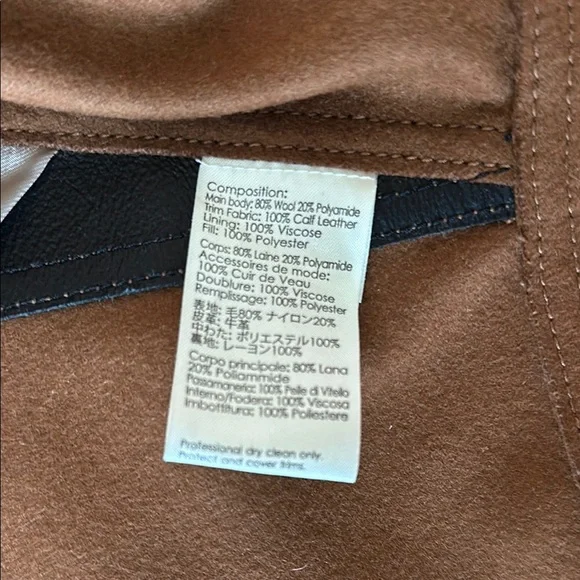 Composition:
Main body: 80% Wool 20% Polyamide
Trim Fabric: 100% Calf Leather
Lining: 100% Viscose
Fill: 100% Polyester
Corps: 80% Laine 20% Polyamide
Accessoires de mode:
100% Cuir de Veau
Doublure: 100% Viscose
Remplissage: 100% Polyester
表地: 毛80% ナイロン20%
皮革: 牛革
中わた: ポリエステル100%
裏地: レーヨン100%
Corpo principale: 80% Lana
20% Poliammide
Passamaneria: 100% Pelle di Vitello
Interno/Fodera: 100% Viscosa
Imbottitura: 100% Poliestere
Professional dry clean only.
Protect and cover trims.